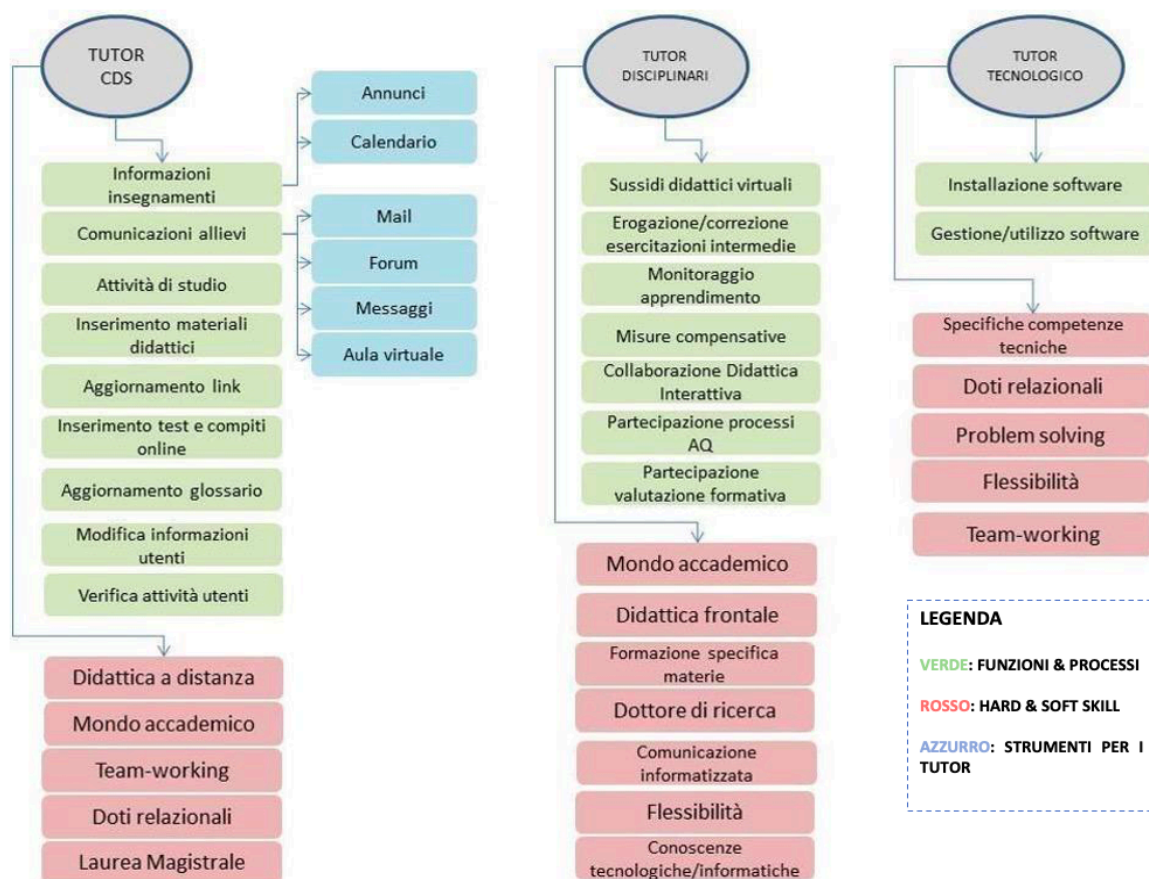 TUTOR
CDS
Annunci
Calendario
Informazioni
insegnamenti
Comunicazioni allievi
Mail
Forum
Messaggi
Aula virtuale
Attività di studio
Inserimento materiali
didattici
Aggiornamento link
Inserimento test e compiti
online
Aggiornamento glossario
Modifica informazioni
utenti
Verifica attività utenti
Didattica a distanza
Mondo accademico
Team-working
Doti relazionali
Laurea Magistrale
TUTOR
DISCIPLINARI
Sussidi didattici virtuali
Erogazione/correzione
esercitazioni intermedie
Monitoraggio
apprendimento
Misure compensative
Collaborazione Didattica
Interattiva
Partecipazione processi
AQ
Partecipazione
valutazione formativa
Mondo accademico
Didattica frontale
Formazione specifica
materie
Dottore di ricerca
Comunicazione
informatizzata
Flessibilità
Conoscenze
tecnologiche/informatiche
TUTOR
TECNOLOGICO
Installazione software
Gestione/utilizzo software
Specifiche competenze
tecniche
Doti relazionali
Problem solving
Flessibilità
Team-working
LEGENDA
VERDE: FUNZIONI & PROCESSI
ROSSO: HARD & SOFT SKILL
AZZURRO: STRUMENTI PER I
TUTOR